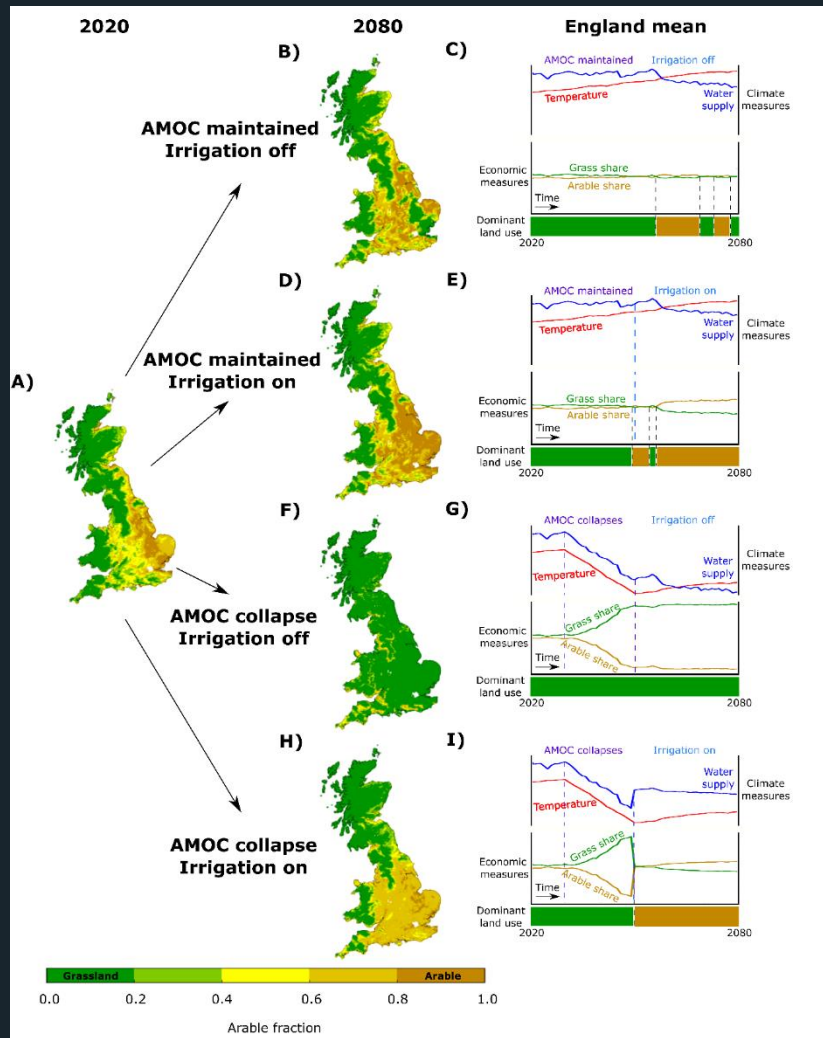 2020
2080
England mean
B)
C)
AMOC maintained
Irrigation off
AMOC maintained
Irrigation off
Temperature
Water
supply
Climate
measures
Economic
measures
Grass share
Arable share
Time
Dominant
land use
2020
2080
D)
E)
AMOC maintained
Irrigation on
AMOC maintained
Irrigation on
Temperature
Water
supply
Climate
measures
A)
Economic
measures
Grass share
Arable share
Time
Dominant
land use
2020
2080
F)
G)
AMOC collapse
Irrigation off
AMOC collapses
Irrigation off
Temperature
Water
supply
Climate
measures
Economic
measures
Grass share
Arable share
Time
Dominant
land use
2020
2080
H)
I)
AMOC collapse
Irrigation on
AMOC collapses
Irrigation on
Temperature
Water
supply
Climate
measures
Economic
measures
Grass share
Arable share
Time
Dominant
land use
2020
2080
Grassland
Arable
0.0 0.2 0.4 0.6 0.8 1.0
Arable fraction